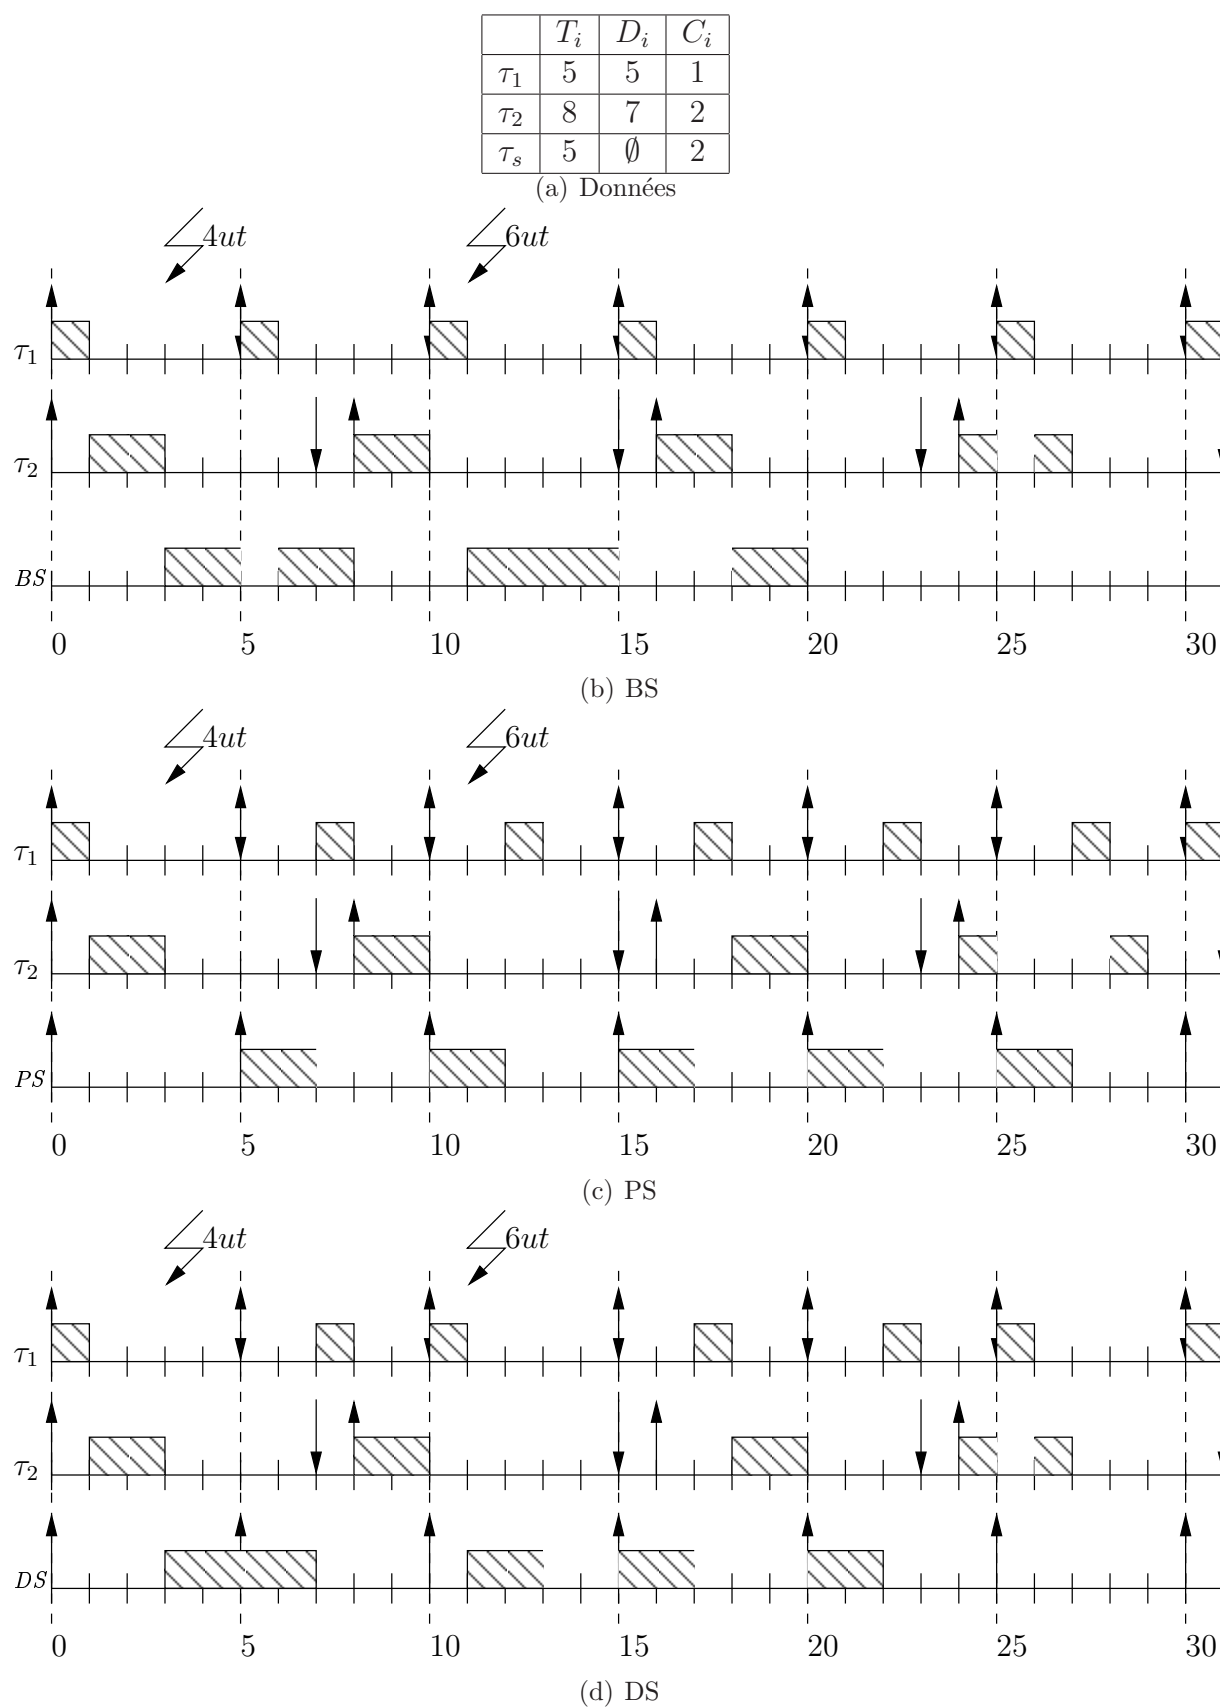 T_i D_i C_i
τ_1 5 5 1
τ_2 8 7 2
τ_s 5 ∅ 2
(a) Données
4ut 6ut
τ_1
τ_2
BS
0 5 10 15 20 25 30
(b) BS
4ut 6ut
τ_1
τ_2
PS
0 5 10 15 20 25 30
(c) PS
4ut 6ut
τ_1
τ_2
DS
0 5 10 15 20 25 30
(d) DS